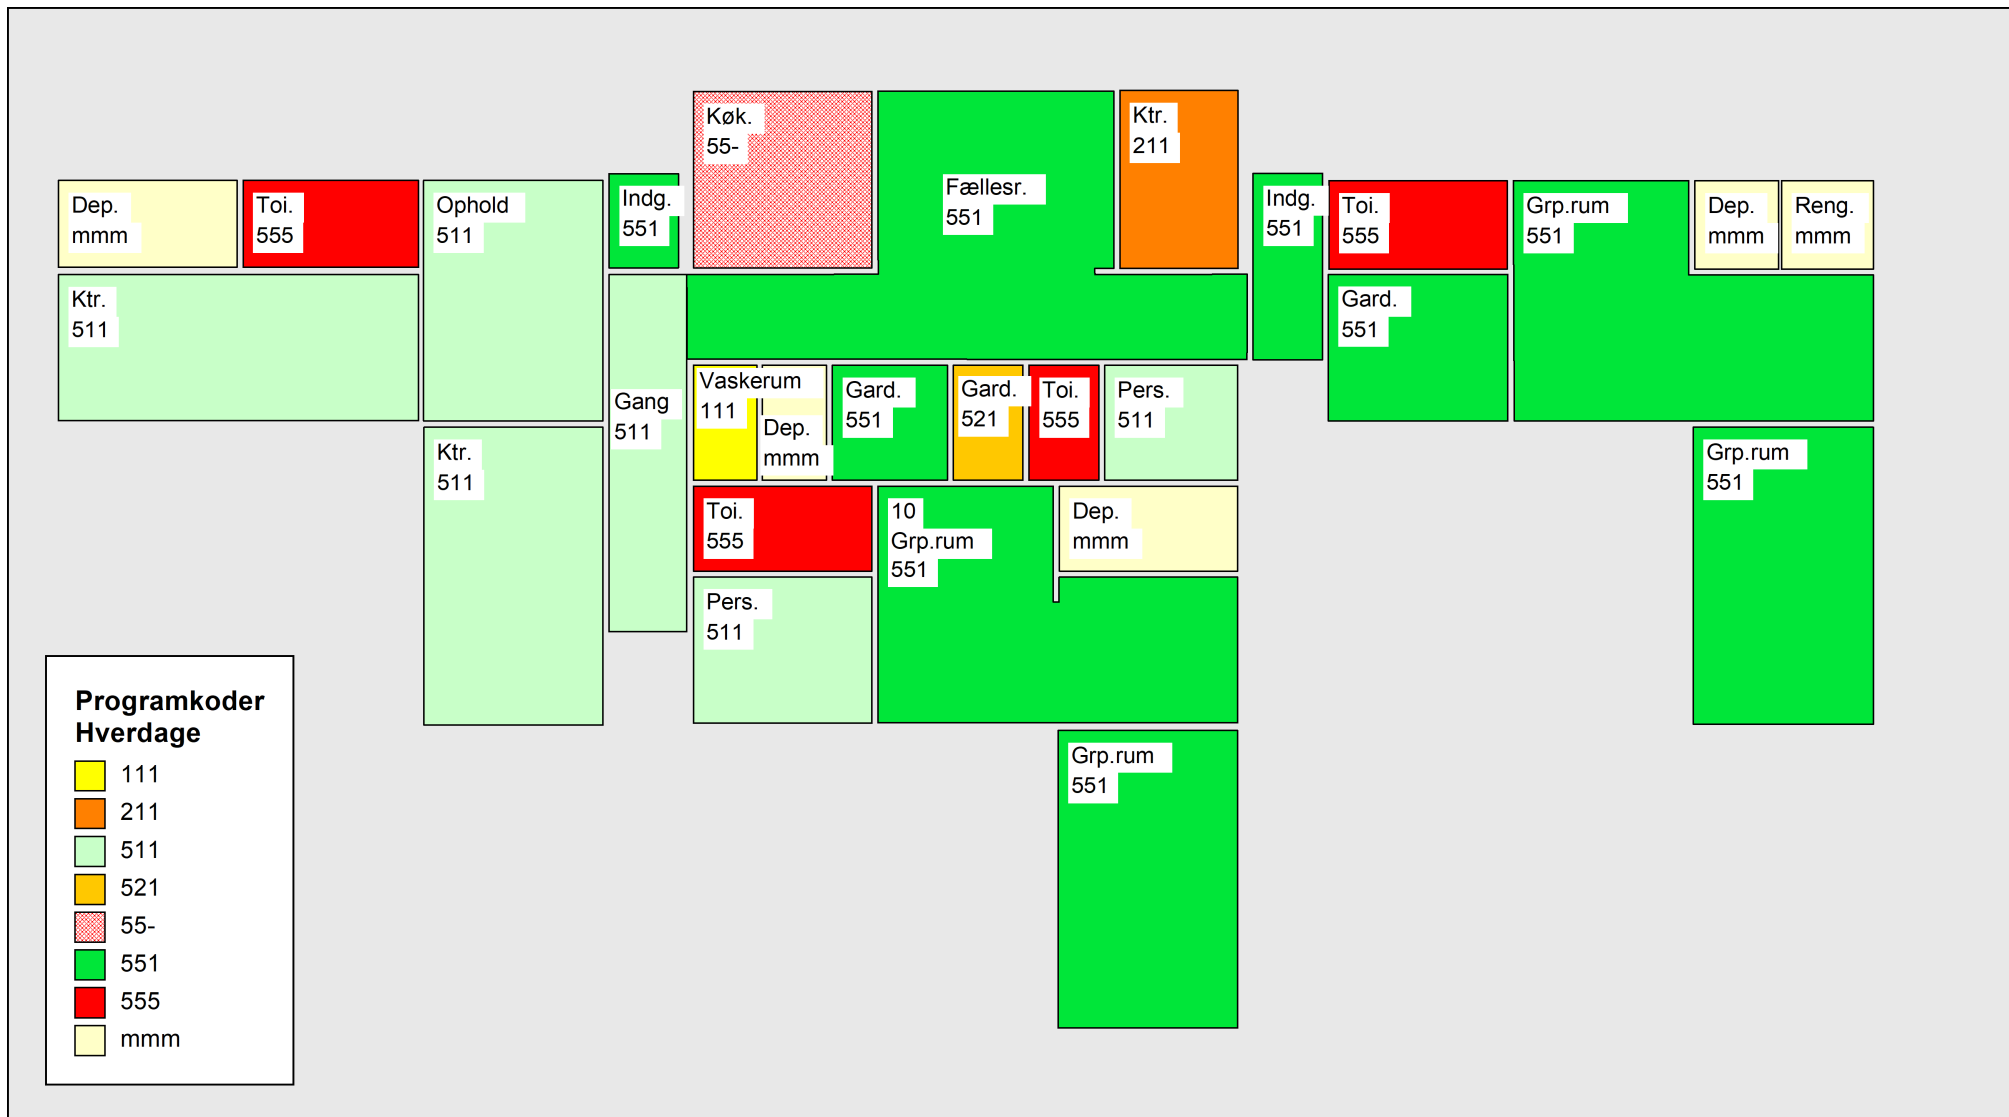 Køk.
55-
Fællesr.
551
Ktr.
211
Dep.
mmm
Toi.
555
Ophold
511
Indg.
551
Indg.
551
Toi.
555
Grp.rum
551
Dep.
mmm
Reng.
mmm
Ktr.
511
Gang
511
Gard.
551
Vaskerum
111
Dep.
mmm
Gard.
551
Gard.
521
Toi.
555
Pers.
511
Ktr.
511
Grp.rum
551
Toi.
555
10
Grp.rum
551
Dep.
mmm
Pers.
511
Grp.rum
551
Programkoder
Hverdage
111
211
511
521
55-
551
555
mmm